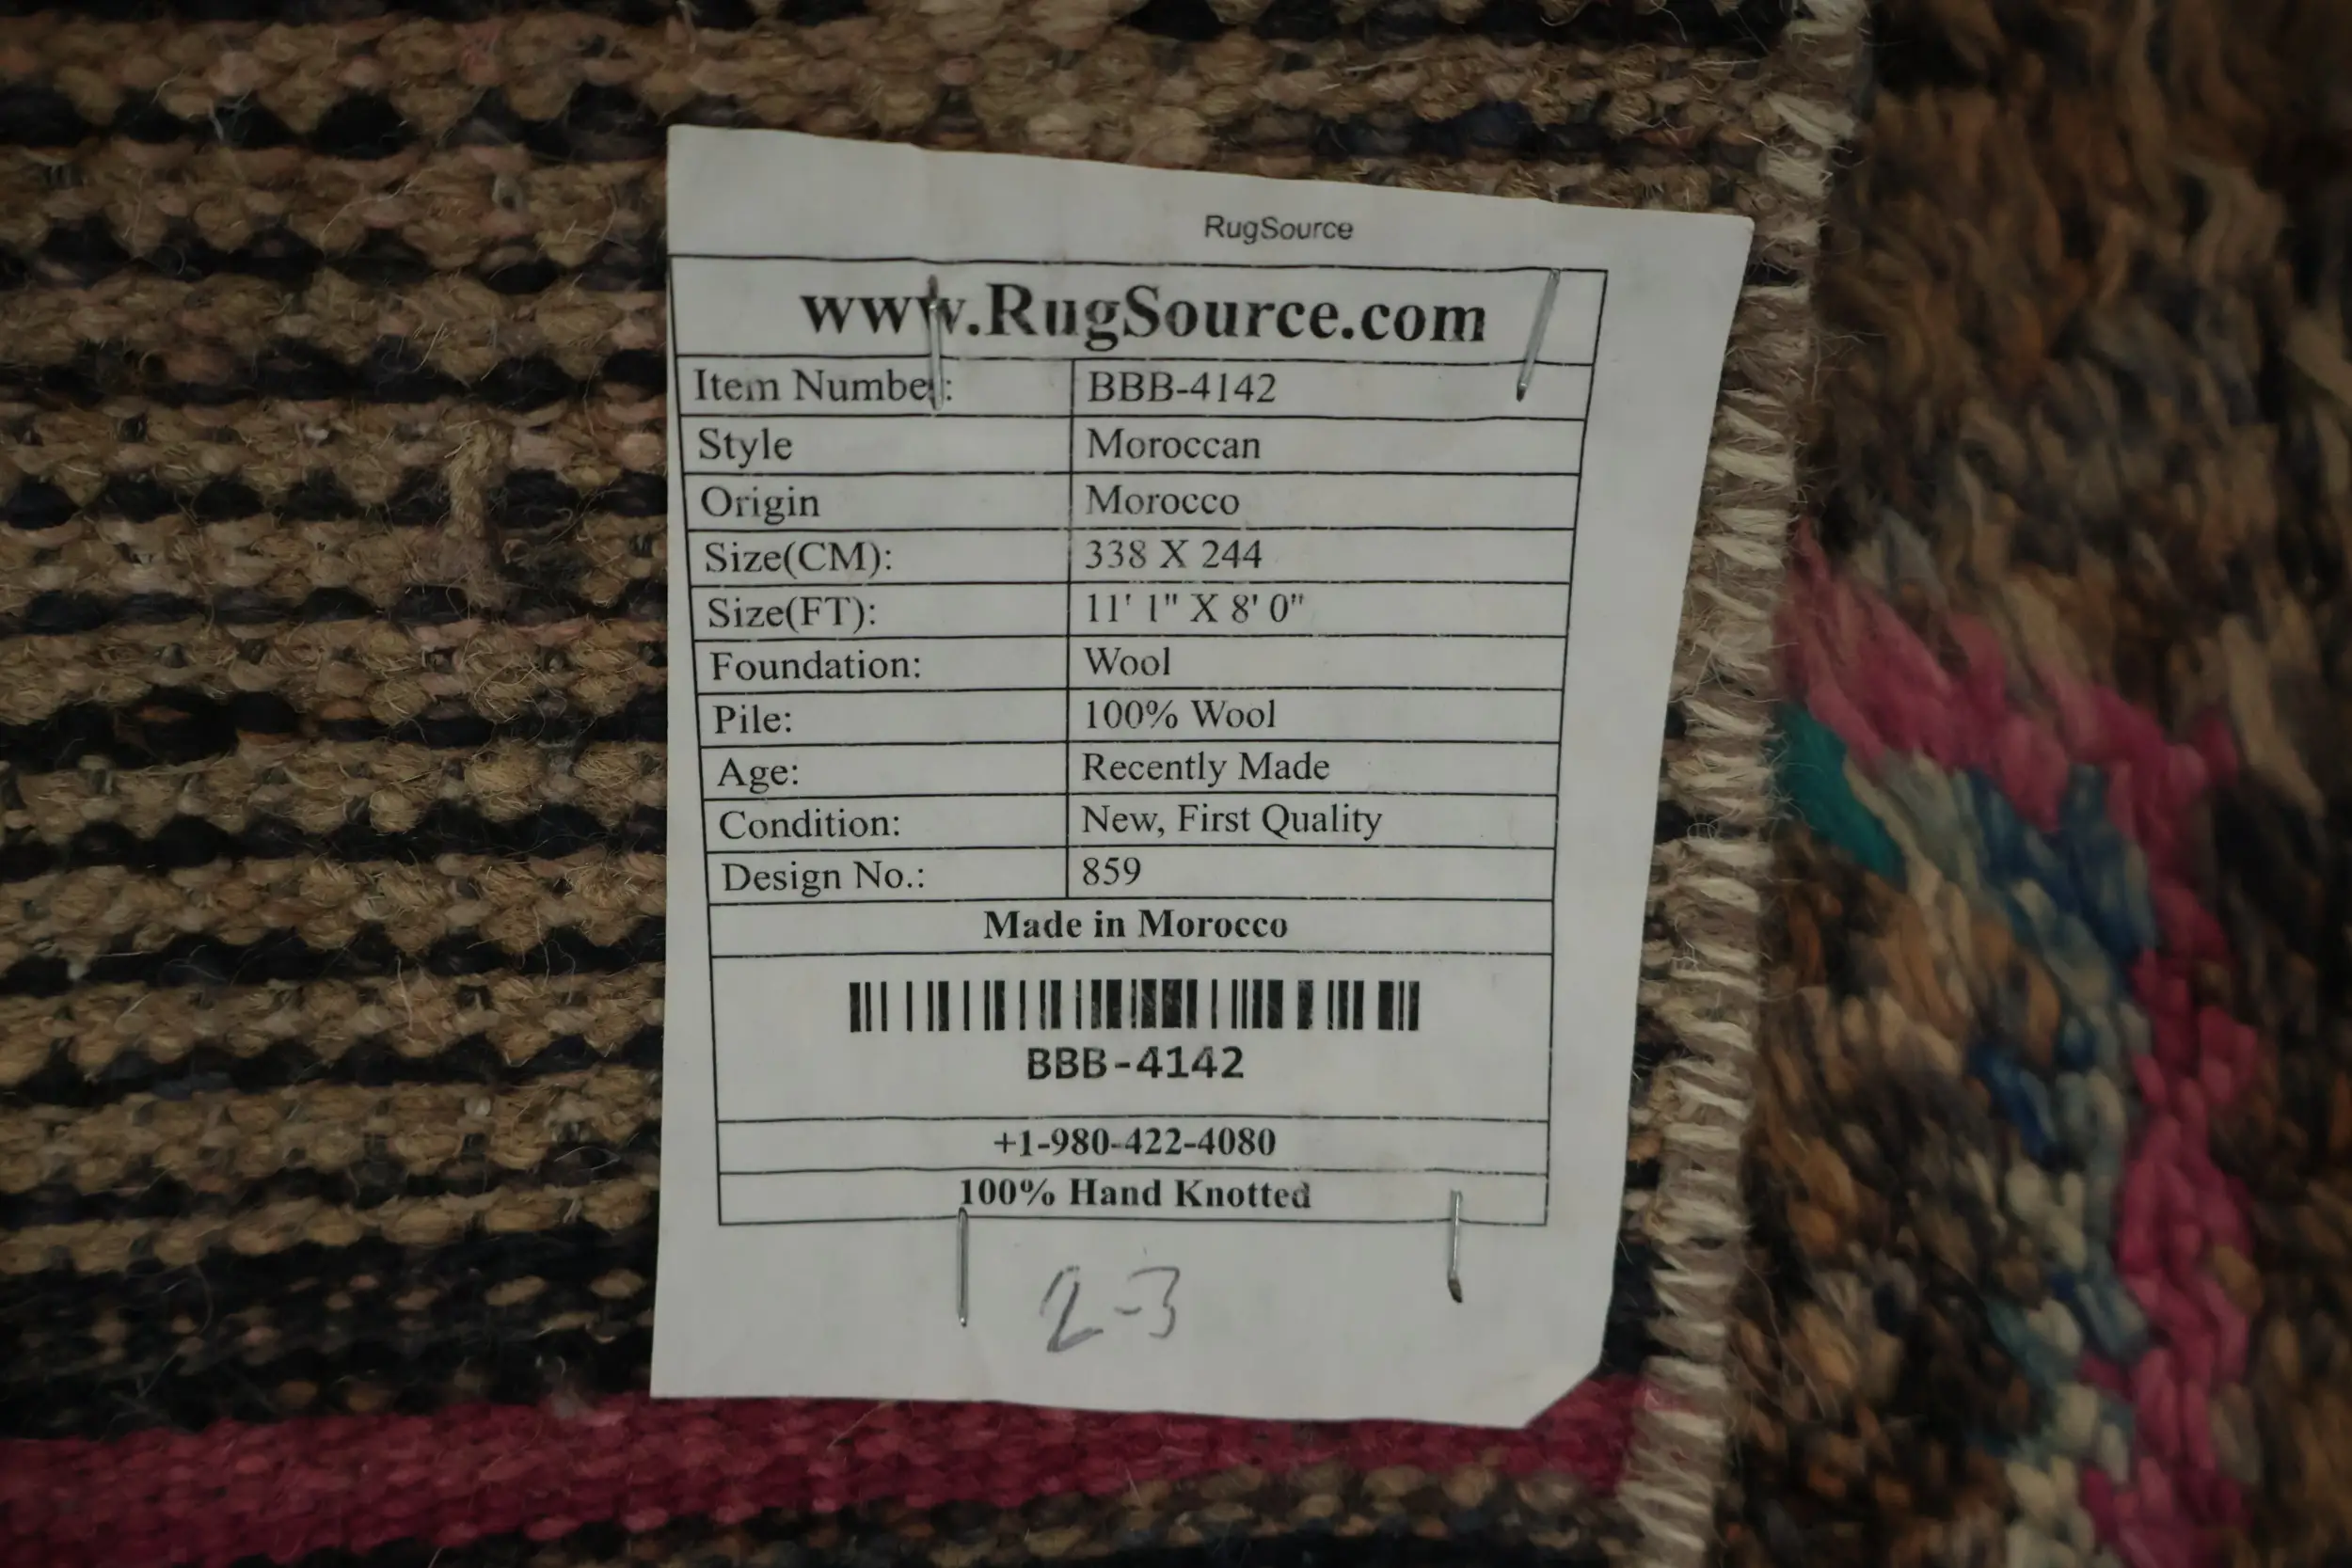 RugSource
www.RugSource.com
Item Number: BBB-4142
Style Moroccan
Origin Morocco
Size(CM): 338 X 244
Size(FT): 11' 1" X 8' 0"
Foundation: Wool
Pile: 100% Wool
Age: Recently Made
Condition: New, First Quality
Design No.: 859
Made in Morocco
BBB-4142
+1-980-422-4080
100% Hand Knotted
2-3